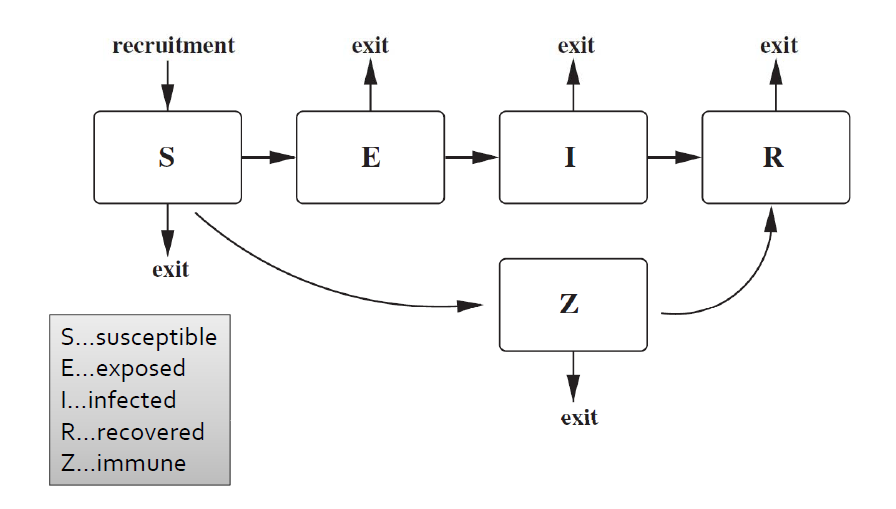 recruitment
exit
exit
exit
S
E
I
R
exit
Z
exit
S...susceptible
E...exposed
I...infected
R...recovered
Z...immune